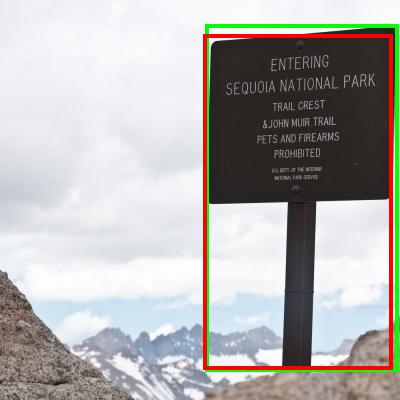 ENTERING
SEQUOIA NATIONAL PARK
TRAIL CREST
&JOHN MUIR TRAIL
PETS AND FIREARMS
PROHIBITED
U.S. DEPT. OF THE INTERIOR
NATIONAL PARK SERVICE